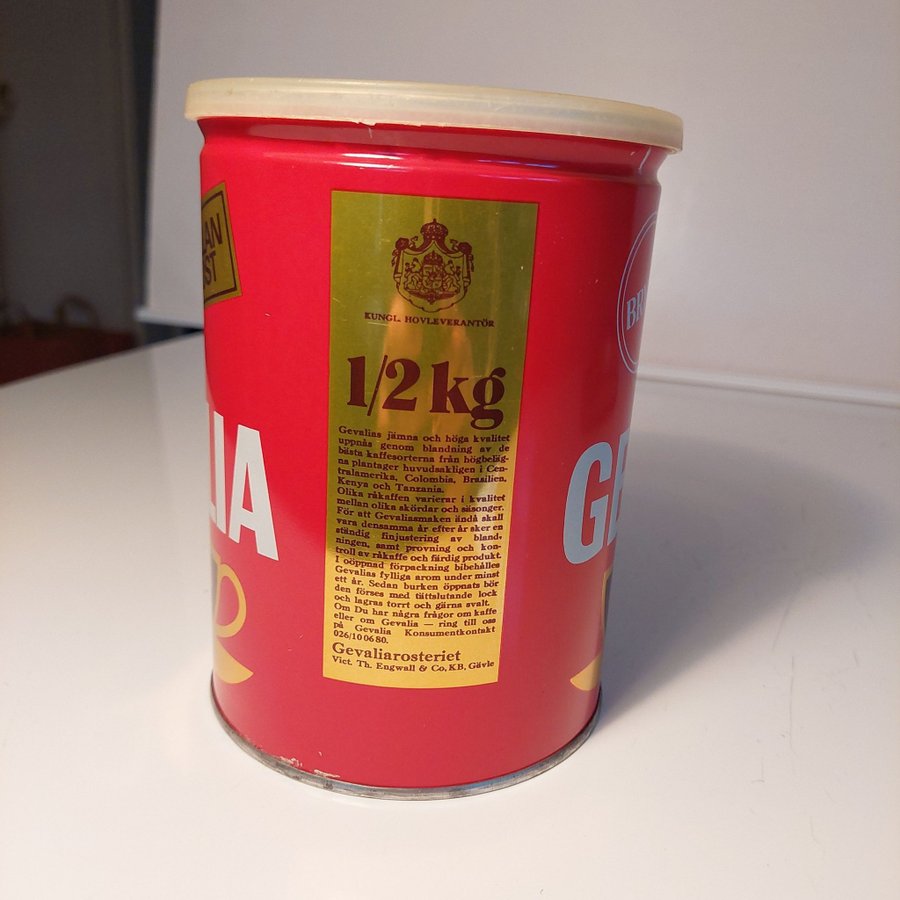 AN
ST
LIA
KUNGL. HOVLEVERANTÖR
1/2 kg
Gevalias jämna och höga kvalitet
uppnås genom blandning av de
bästa kaffesorterna från högbeläg-
na plantager huvudsakligen i Cen-
tralamerika, Colombia, Brasilien,
Kenya och Tanzania.
Olika råkaffen varierar i kvalitet
mellan olika skördar och säsonger.
För att Gevaliasmaken ändå skall
vara densamma år efter år sker en
ständig finjustering av bland.
ningen, samt provning och kon-
troll av råkaffe och färdig produkt.
I oöppnad förpackning bibehålles
Gevalias fylliga arom under minst
ett år. Sedan burken öppnats bör
den förses med tättslutande lock
och lagras torrt och gärna svalt.
Om Du har några frågor om kaffe
eller om Gevalia — ring till oss
på Gevalia Konsumentkontakt
026/10 06 80.
Gevaliarosteriet
Vict. Th. Engwall & Co. KB, Gävle
BR
GE